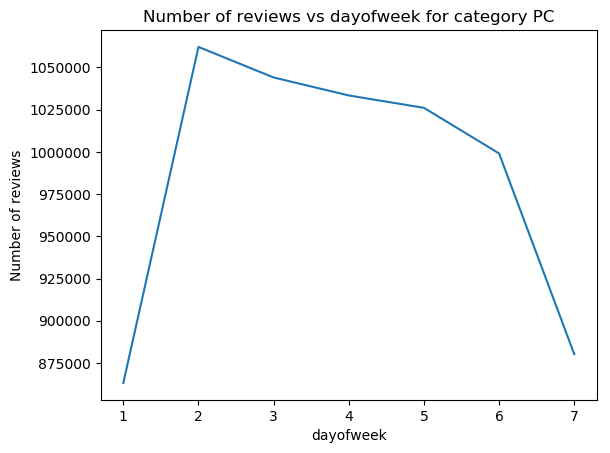 Number of reviews vs dayofweek for category PC
Number of reviews
1050000
1025000
1000000
975000
950000
925000
900000
875000
1 2 3 4 5 6 7
dayofweek